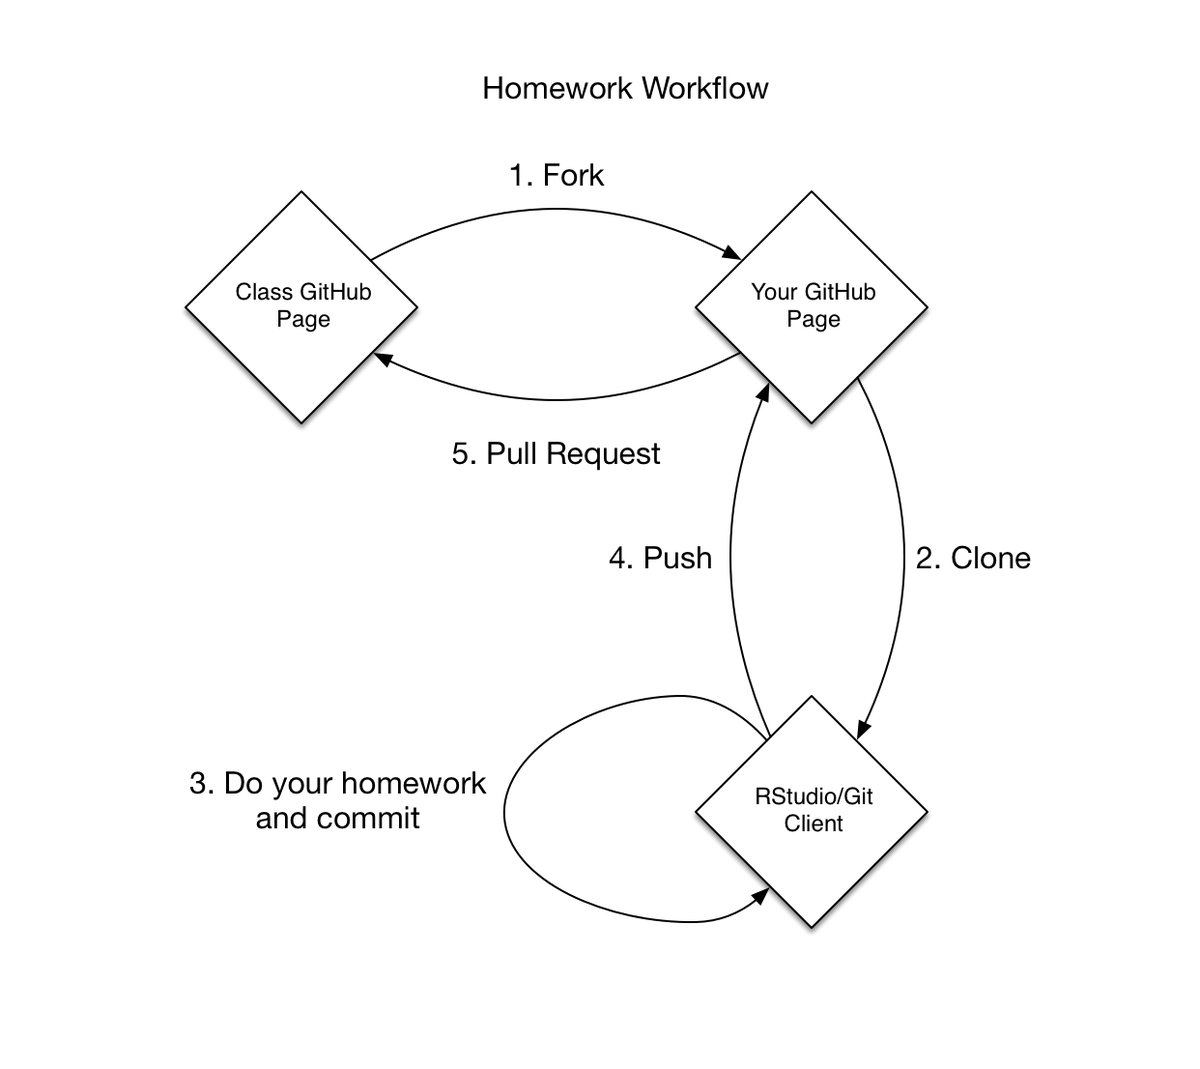 Homework Workflow
1. Fork
Class GitHub
Page
Your GitHub
Page
5. Pull Request
4. Push
2. Clone
3. Do your homework
and commit
RStudio/Git
Client